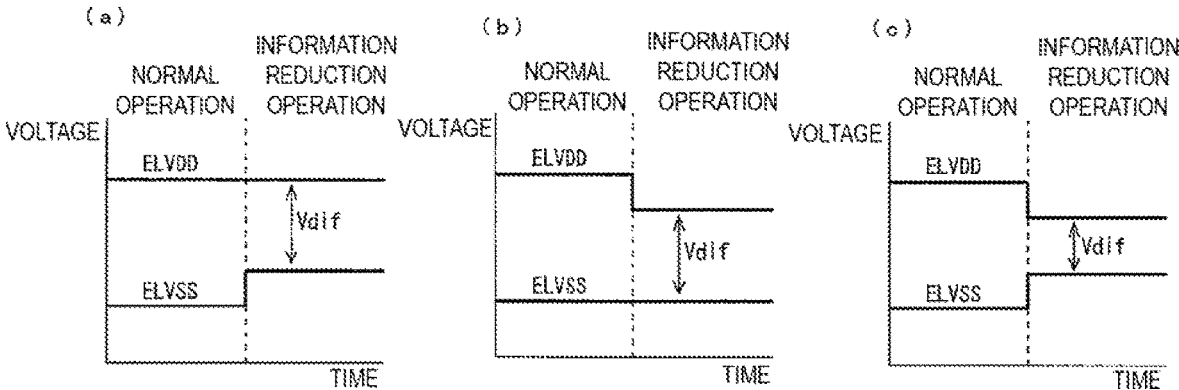 (a)
NORMAL
OPERATION
INFORMATION
REDUCTION
OPERATION
VOLTAGE
ELVDD
Vdif
ELVSS
TIME
(b)
NORMAL
OPERATION
INFORMATION
REDUCTION
OPERATION
VOLTAGE
ELVDD
Vdif
ELVSS
TIME
(c)
NORMAL
OPERATION
INFORMATION
REDUCTION
OPERATION
VOLTAGE
ELVDD
Vdif
ELVSS
TIME